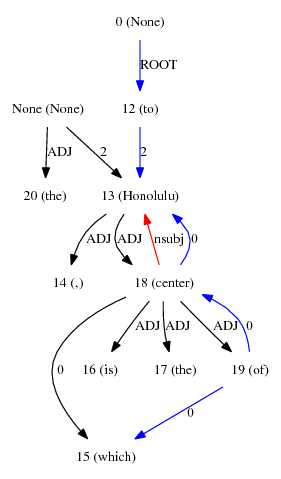 0 (None)
ROOT
None (None) 12 (to)
ADJ 2 2
20 (the) 13 (Honolulu)
ADJ ADJ nsubj 0
14 (,) 18 (center)
0 ADJ ADJ ADJ 0
16 (is) 17 (the) 19 (of)
0
15 (which)